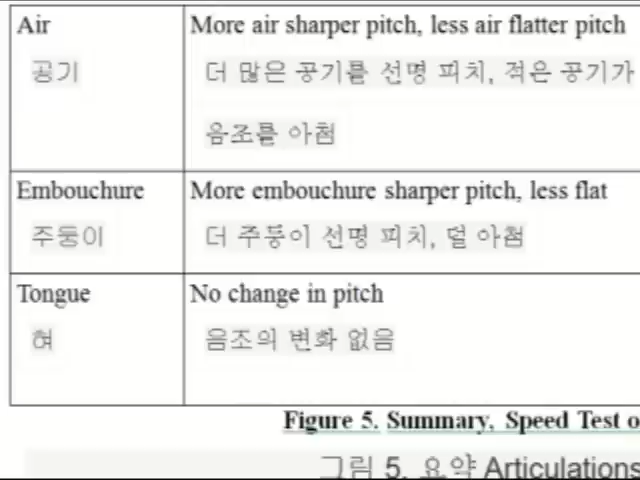 Air
More air sharper pitch, less air flatter pitch
공기
더 많은 공기를 선명 피치, 적은 공기가
음조를 아첨
Embouchure
More embouchure sharper pitch, less flat
주둥이
더 주둥이 선명 피치, 덜 아첨
Tongue
No change in pitch
혀
음조의 변화 없음
Figure 5. Summary, Speed Test o
그림 5. 요약 Articulations